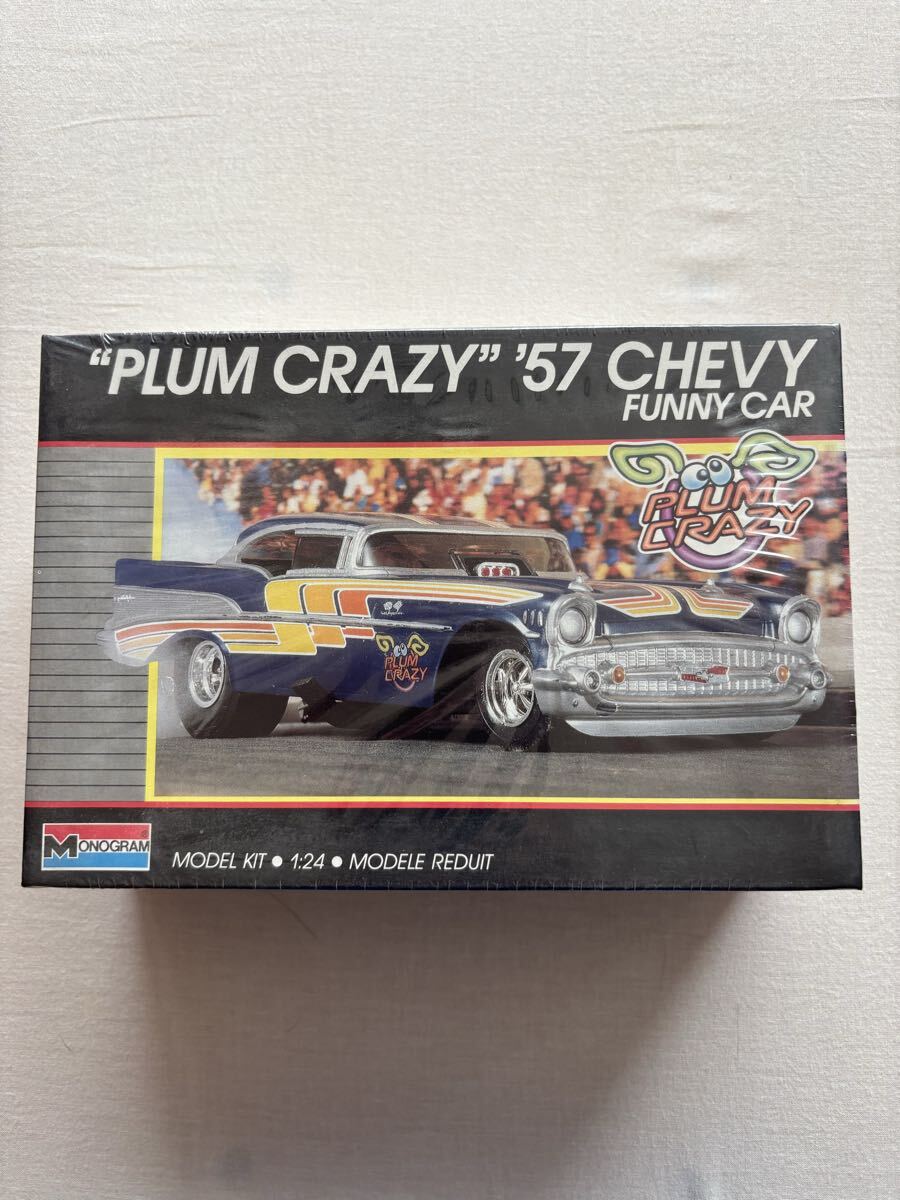 “PLUM CRAZY” ’57 CHEVY
FUNNY CAR
PLUM
CRAZY
PLUM
CRAZY
MONOGRAM ®
MODEL KIT • 1:24 • MODELE REDUIT